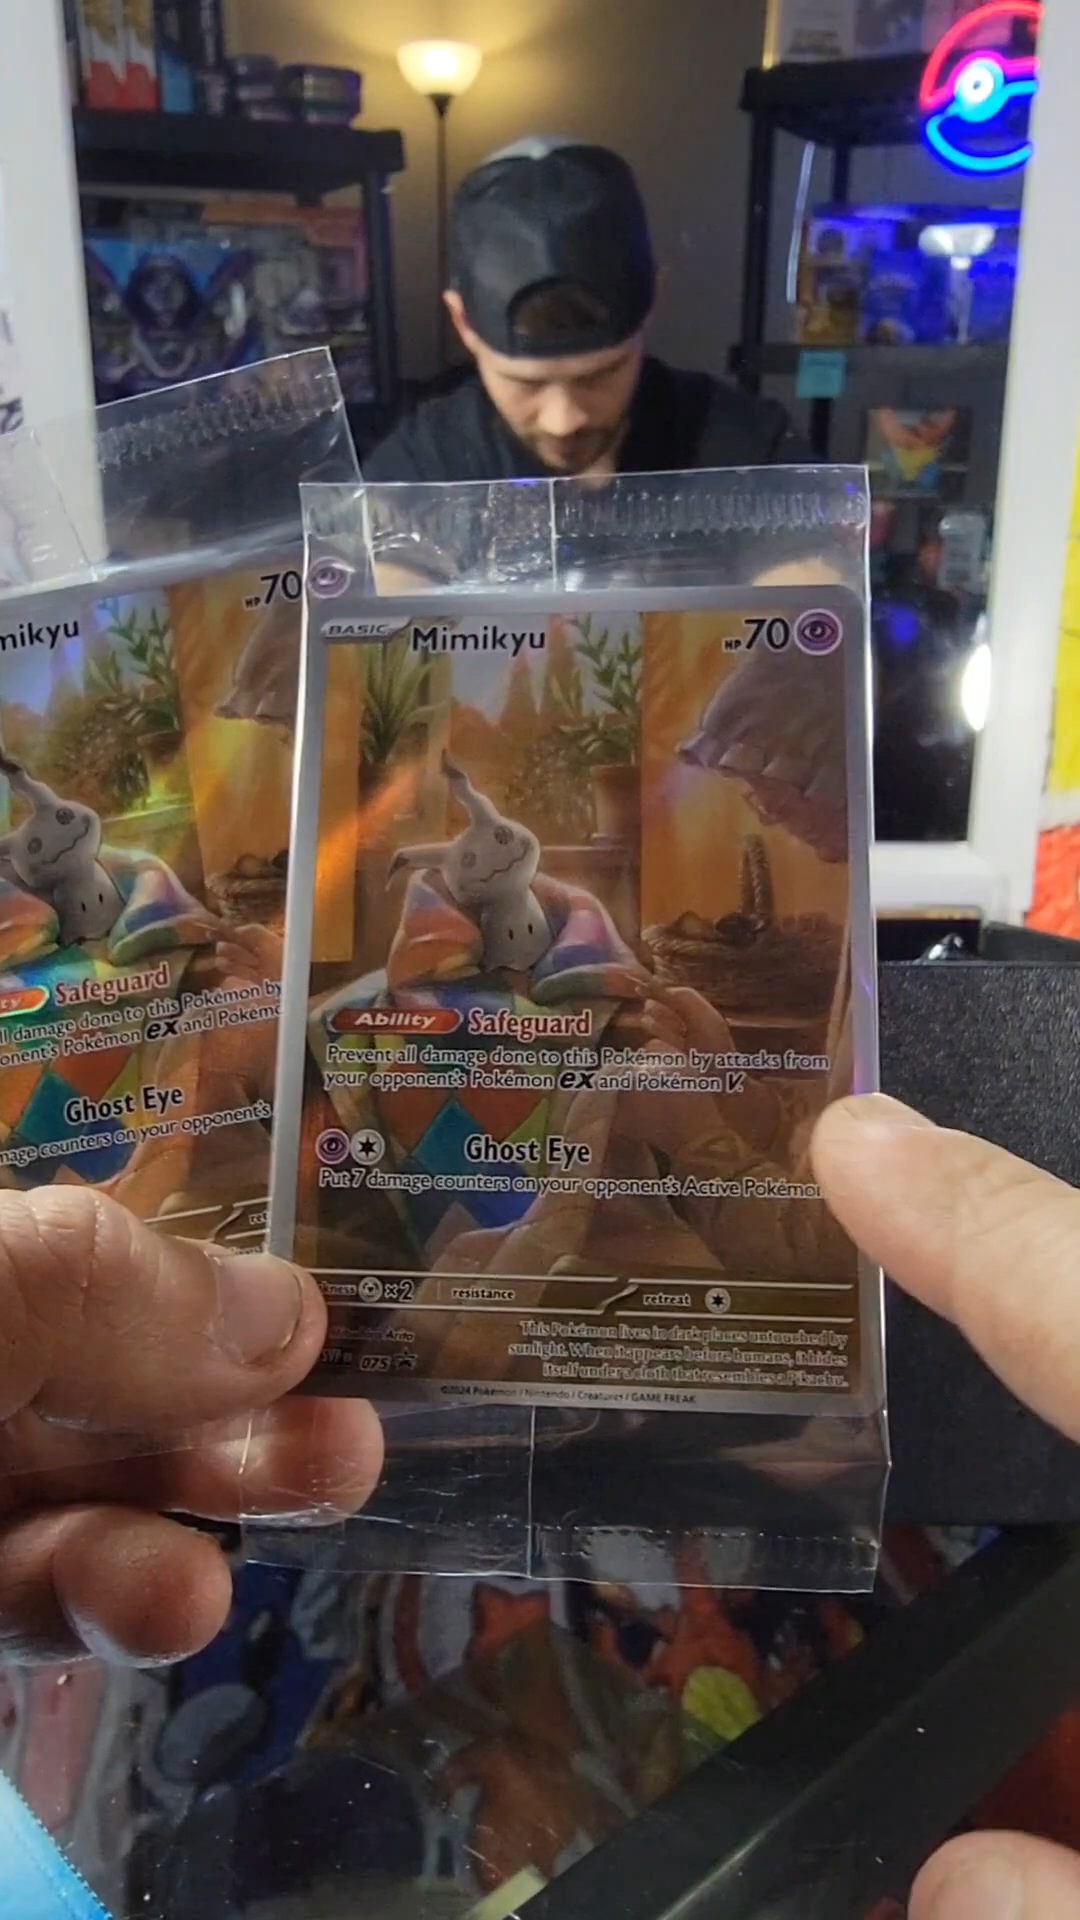 mikyu
HP 70
ty Safeguard
ll damage done to this Pokémon by
onent's Pokémon ex and Pokémo
Ghost Eye
mage counters on your opponent's
ret
BASIC Mimikyu HP 70
Ability Safeguard
Prevent all damage done to this Pokémon by attacks from
your opponent's Pokémon ex and Pokémon V.
Ghost Eye
Put 7 damage counters on your opponent's Active Pokémon
kness ×2 resistance retreat
This Pokémon lives in dark places untouched by
sunlight. When it appears before humans, it hides
itself under a cloth that resembles a Pikachu.
Arita
075
©2024 Pokémon / Nintendo / Creatures / GAME FREAK